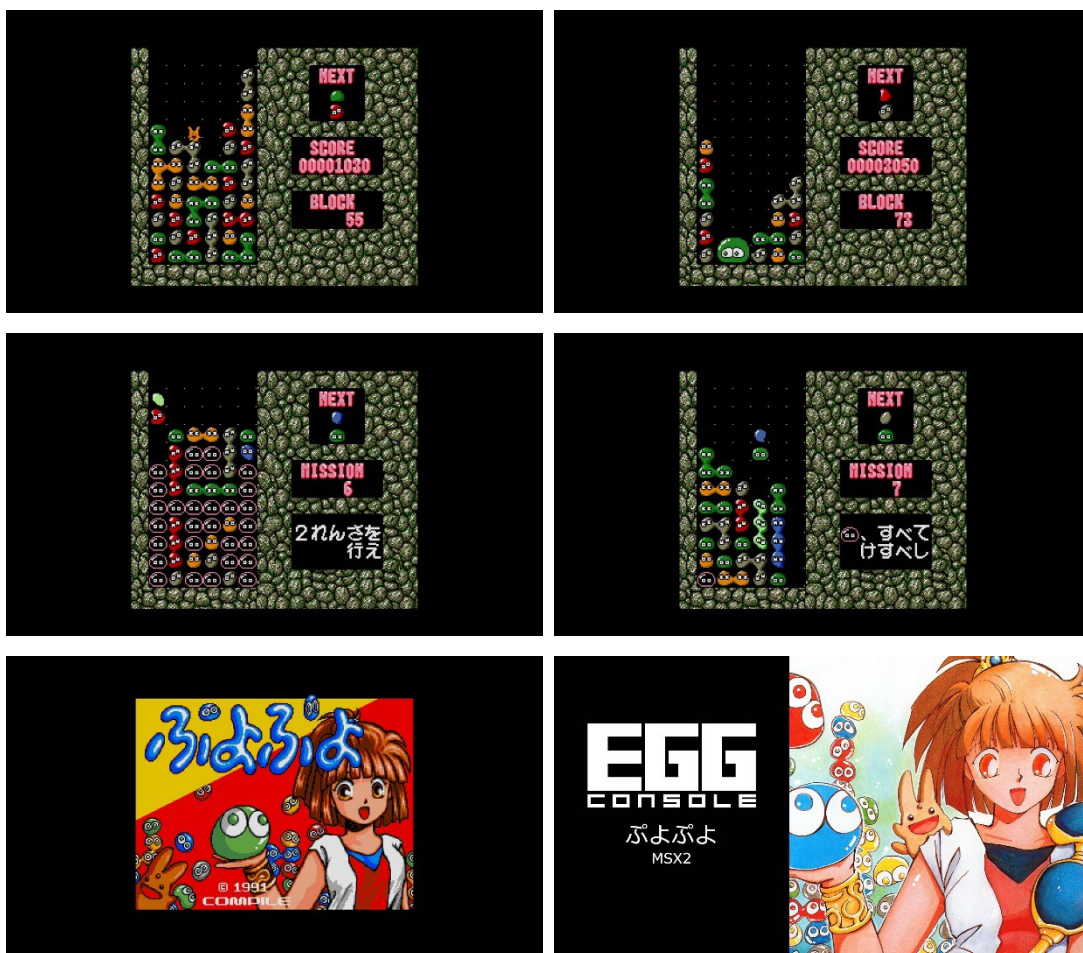 NEXT
SCORE
00001030
BLOCK
55
NEXT
SCORE
00003050
BLOCK
73
NEXT
MISSION
6
2れんさを
行え
NEXT
MISSION
7
、すべて
けすべし
ぷよぷよ
© 1991
COMPILE
EGG
CONSOLE
ぷよぷよ
MSX2